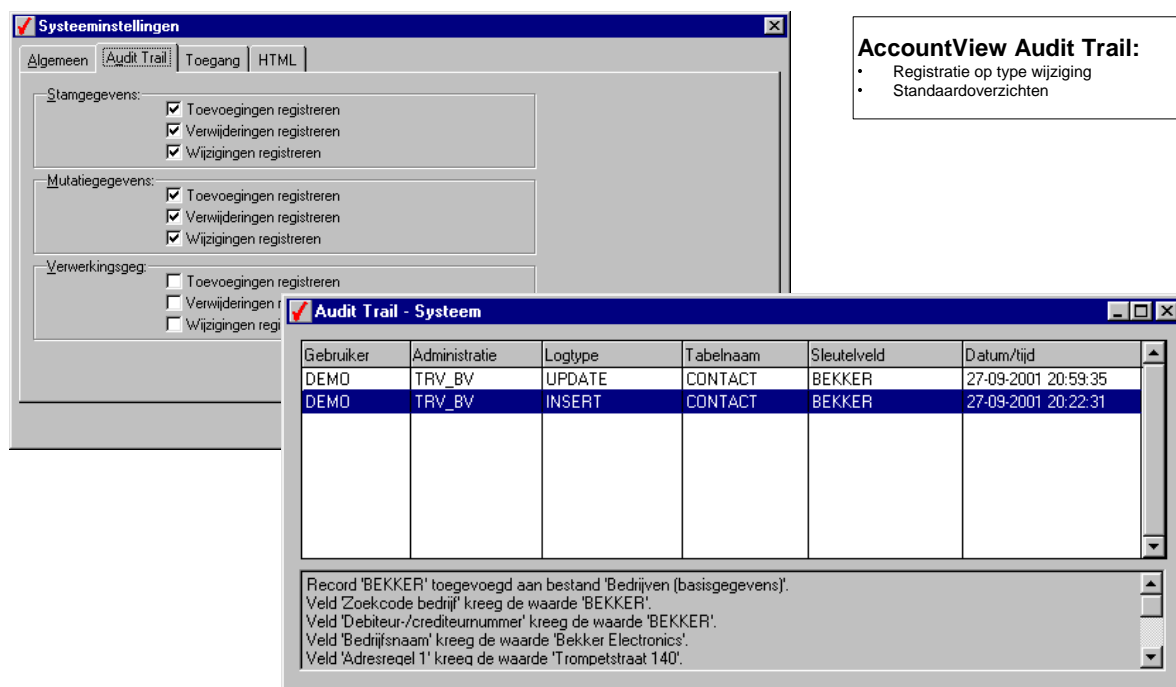 Systeeminstellingen
Algemeen Audit Trail Toegang HTML
Stamgegevens:
Toevoegingen registreren
Verwijderingen registreren
Wijzigingen registreren
Mutatiegegevens:
Toevoegingen registreren
Verwijderingen registreren
Wijzigingen registreren
Verwerkingsgeg:
Toevoegingen registreren
Verwijderingen r
Wijzigingen regi
AccountView Audit Trail:
• Registratie op type wijziging
• Standaardoverzichten
Audit Trail - Systeem
Gebruiker Administratie Logtype Tabelnaam Sleutelveld Datum/tijd
DEMO TRV_BV UPDATE CONTACT BEKKER 27-09-2001 20:59:35
DEMO TRV_BV INSERT CONTACT BEKKER 27-09-2001 20:22:31
Record 'BEKKER' toegevoegd aan bestand 'Bedrijven (basisgegevens)'.
Veld 'Zoekcode bedrijf' kreeg de waarde 'BEKKER'.
Veld 'Debiteur-/crediteurnummer' kreeg de waarde 'BEKKER'.
Veld 'Bedrijfsnaam' kreeg de waarde 'Bekker Electronics'.
Veld 'Adresregel 1' kreeg de waarde 'Trompetstraat 140'.